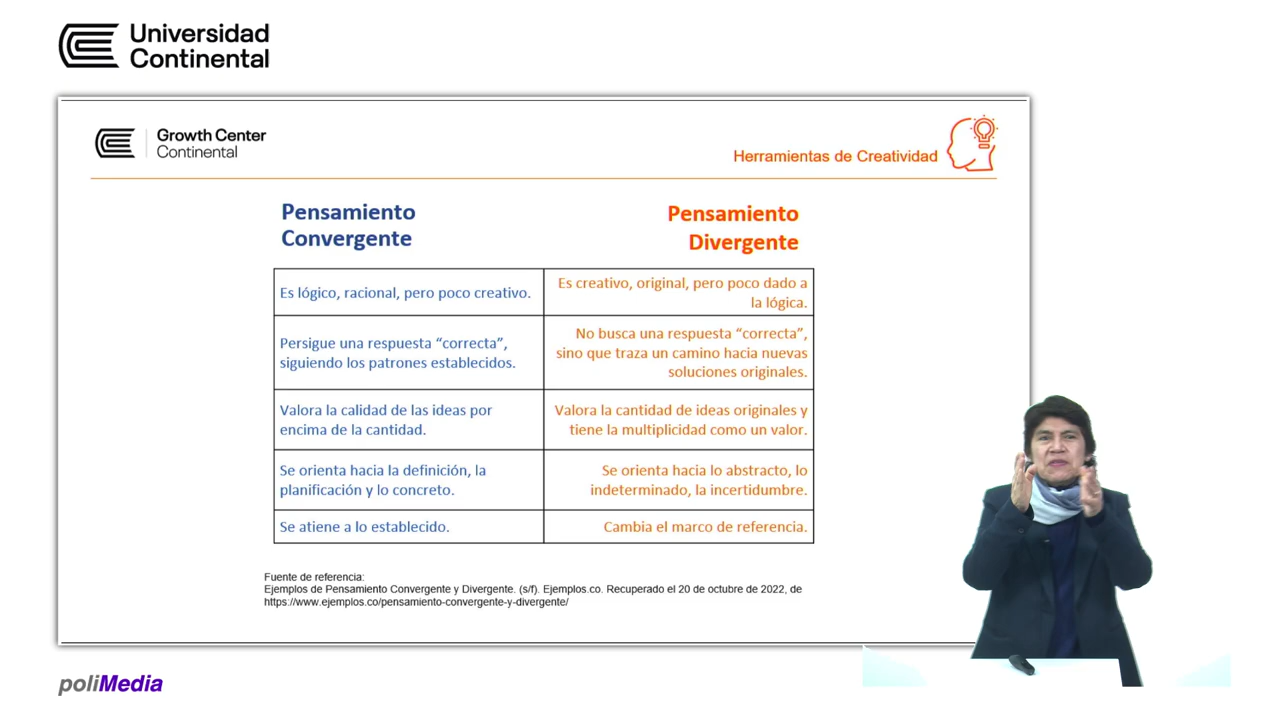 Universidad
Continental
Growth Center
Continental
Herramientas de Creatividad
Pensamiento
Convergente
Pensamiento
Divergente
Es lógico, racional, pero poco creativo.
Es creativo, original, pero poco dado a
la lógica.
Persigue una respuesta “correcta”,
siguiendo los patrones establecidos.
No busca una respuesta “correcta”,
sino que traza un camino hacia nuevas
soluciones originales.
Valora la calidad de las ideas por
encima de la cantidad.
Valora la cantidad de ideas originales y
tiene la multiplicidad como un valor.
Se orienta hacia la definición, la
planificación y lo concreto.
Se orienta hacia lo abstracto, lo
indeterminado, la incertidumbre.
Se atiene a lo establecido.
Cambia el marco de referencia.
Fuente de referencia:
Ejemplos de Pensamiento Convergente y Divergente. (s/f). Ejemplos.co. Recuperado el 20 de octubre de 2022, de
https://www.ejemplos.co/pensamiento-convergente-y-divergente/
poliMedia